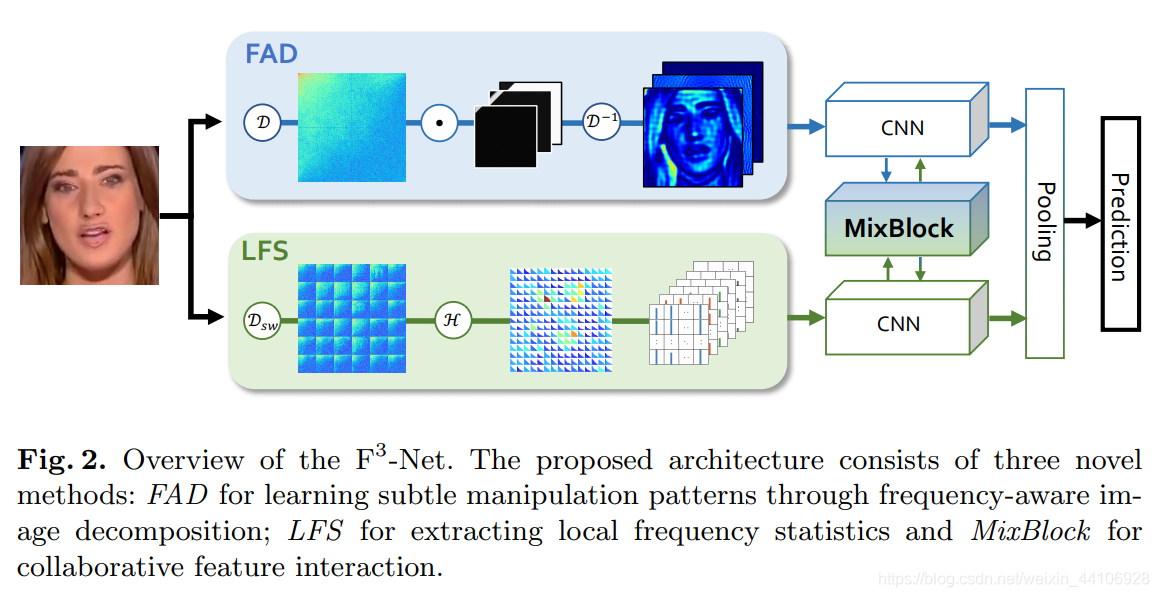 FAD
𝒟
𝒟⁻¹
CNN
MixBlock
LFS
𝒟sw
ℋ
CNN
Pooling
Prediction
Fig. 2. Overview of the F³-Net. The proposed architecture consists of three novel
methods: FAD for learning subtle manipulation patterns through frequency-aware im-
age decomposition; LFS for extracting local frequency statistics and MixBlock for
collaborative feature interaction.
https://blog.csdn.net/weixin_44106928